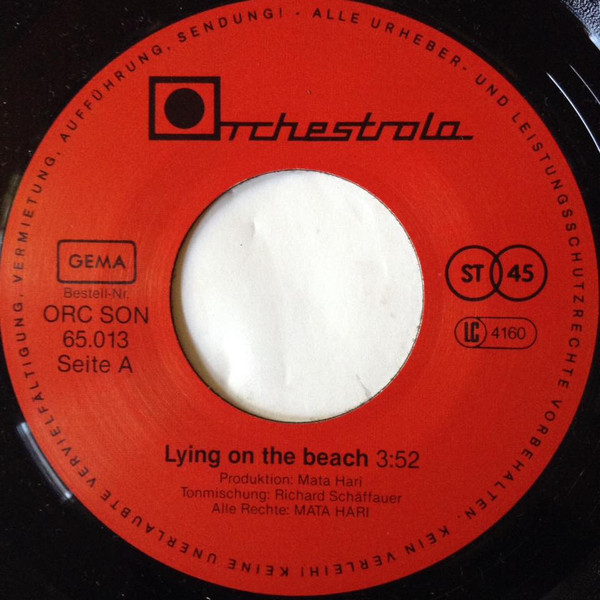 ALLE URHEBER- UND LEISTUNGSSCHUTZRECHTE VORBEHALTEN. KEIN VERLEIH! KEINE UNERLAUBTE VERVIELFÄLTIGUNG, VERMIETUNG, AUFFÜHRUNG, SENDUNG! -
Orchestrola
GEMA
Bestell-Nr.
ORC SON
65.013
Seite A
ST 45
LC 4160
Lying on the beach 3:52
Produktion: Mata Hari
Tonmischung: Richard Schäffauer
Alle Rechte: MATA HARI